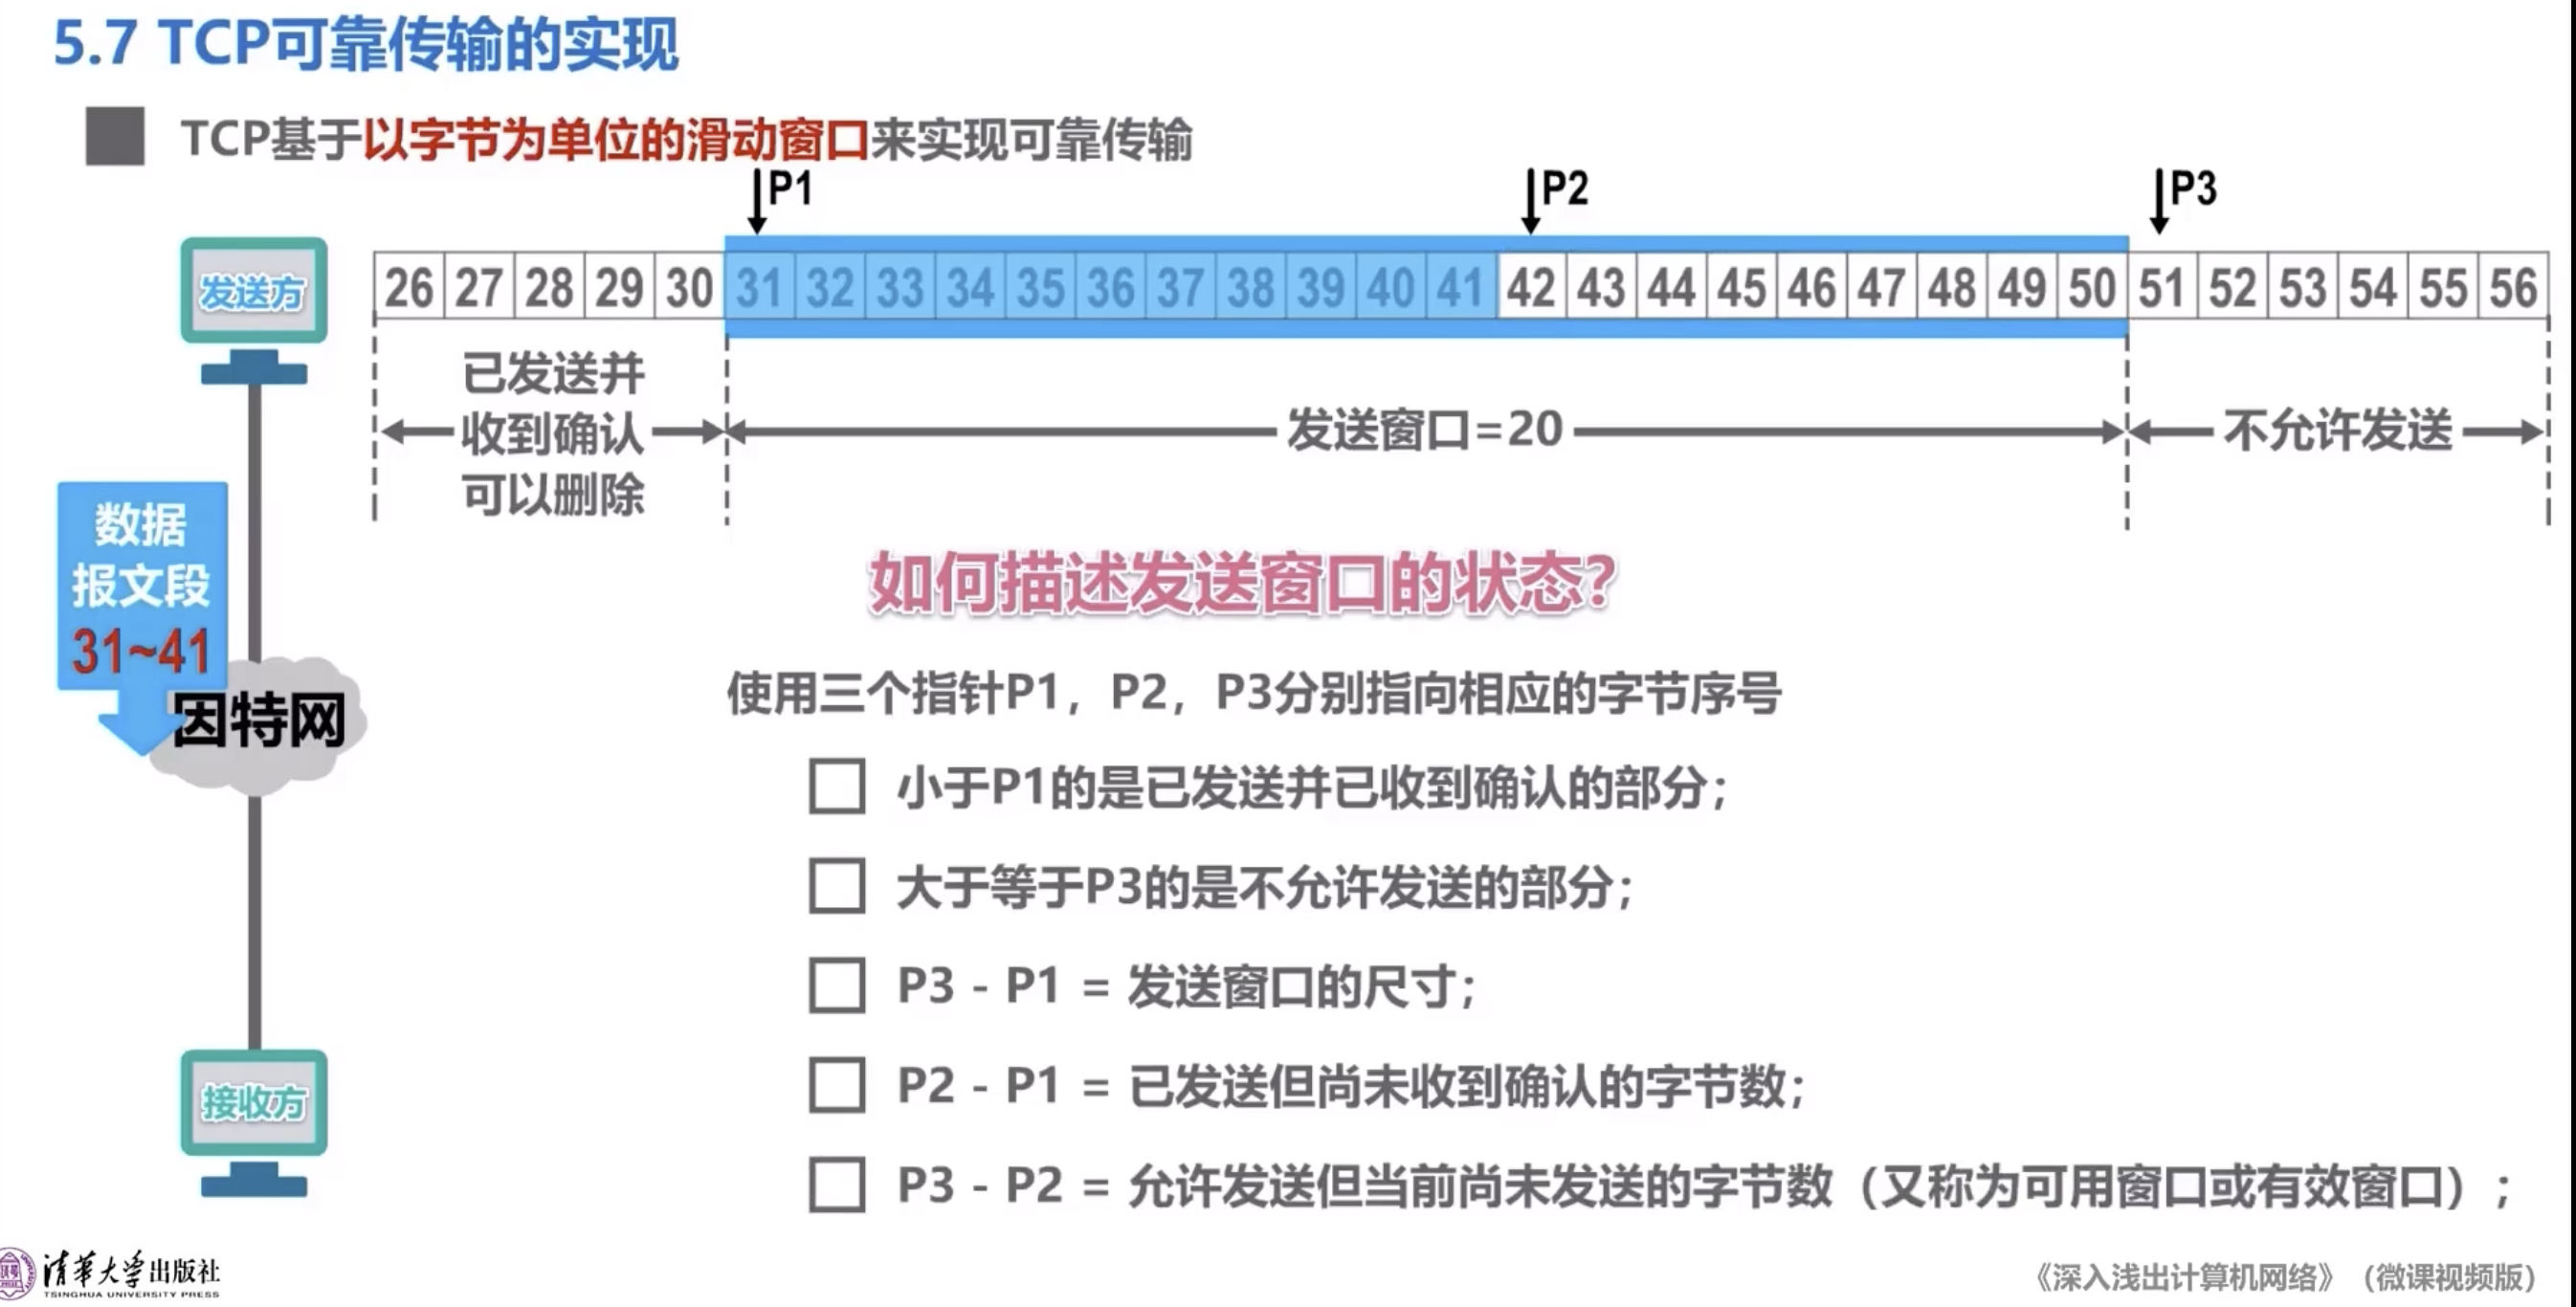 5.7 TCP可靠传输的实现
TCP基于以字节为单位的滑动窗口来实现可靠传输
P1 P2 P3
发送方
26 27 28 29 30 31 32 33 34 35 36 37 38 39 40 41 42 43 44 45 46 47 48 49 50 51 52 53 54 55 56
已发送并
收到确认
可以删除
发送窗口=20
不允许发送
数据
报文段
31~41
因特网
接收方
如何描述发送窗口的状态?
使用三个指针P1，P2，P3分别指向相应的字节序号
小于P1的是已发送并已收到确认的部分；
大于等于P3的是不允许发送的部分；
P3 - P1 = 发送窗口的尺寸；
P2 - P1 = 已发送但尚未收到确认的字节数；
P3 - P2 = 允许发送但当前尚未发送的字节数（又称为可用窗口或有效窗口）；
清华大学出版社
TSINGHUA UNIVERSITY PRESS
《深入浅出计算机网络》（微课视频版）